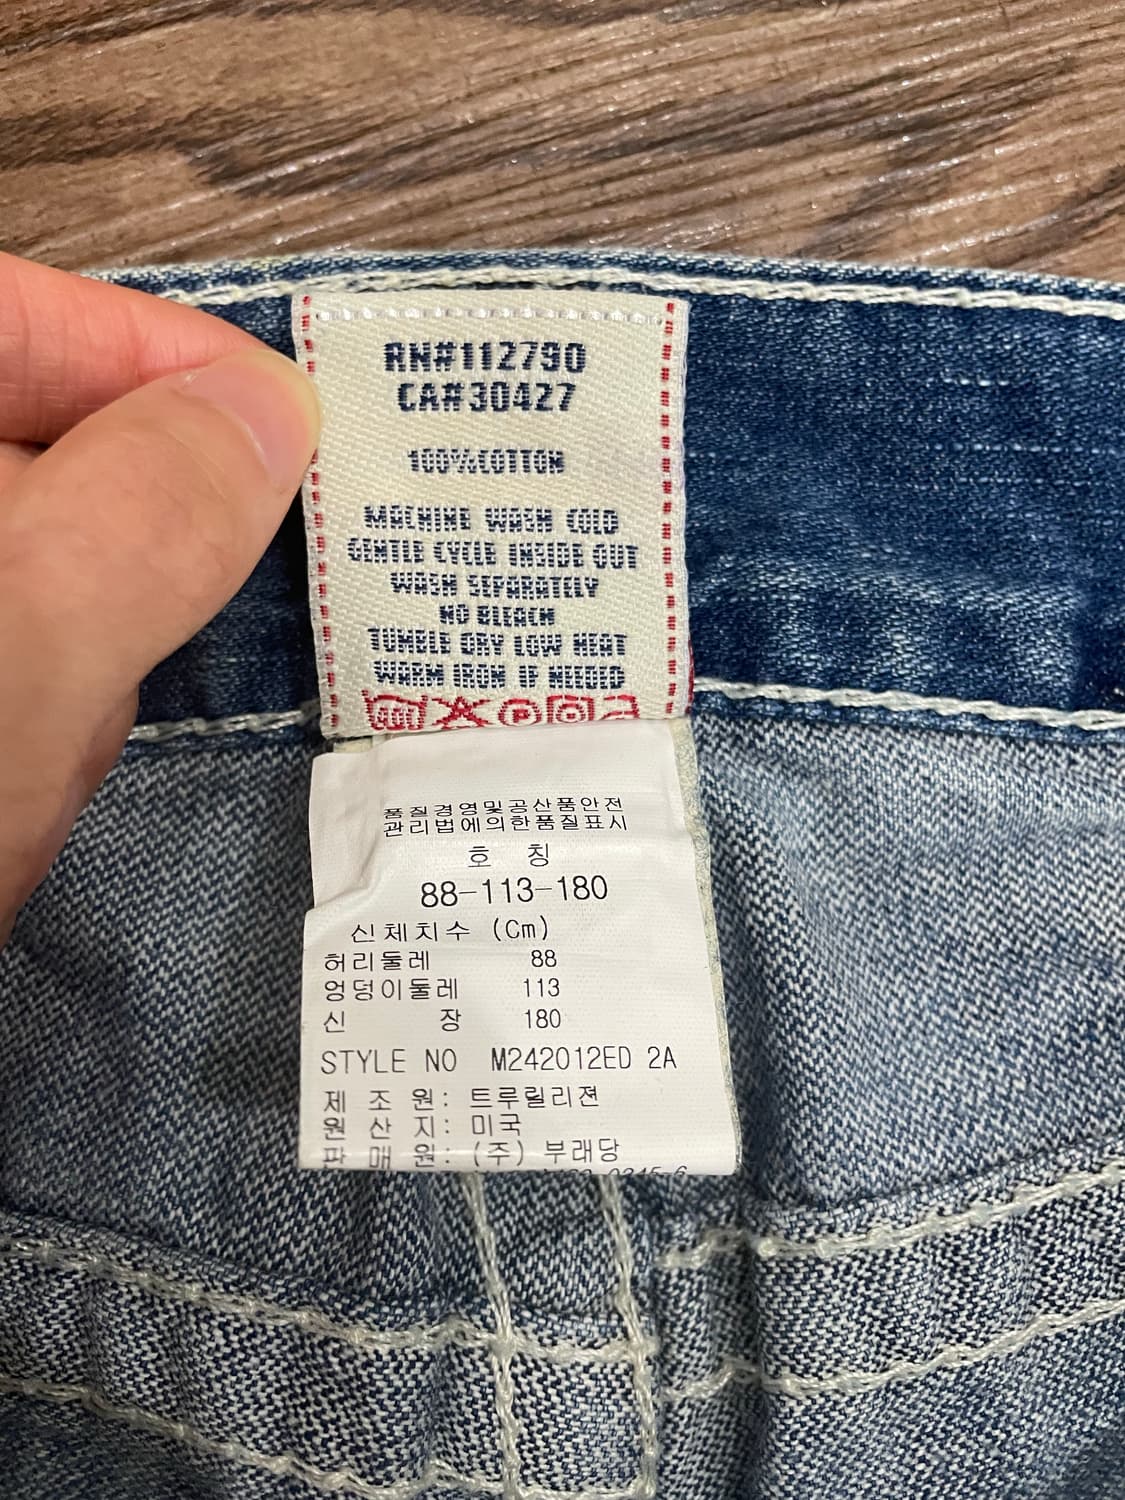 RN#112790
CA#30427
100%COTTON
MACHINE WASH COLD
GENTLE CYCLE INSIDE OUT
WASH SEPARATELY
NO BLEACH
TUMBLE DRY LOW HEAT
WARM IRON IF NEEDED
P
품질경영및공산품안전
관리법에의한품질표시
호 칭
88-113-180
신체치수 (Cm)
허리둘레 88
엉덩이둘레 113
신 장 180
STYLE NO M242012ED 2A
제 조 원: 트루릴리젼
원 산 지: 미국
판 매 원: (주) 부래당